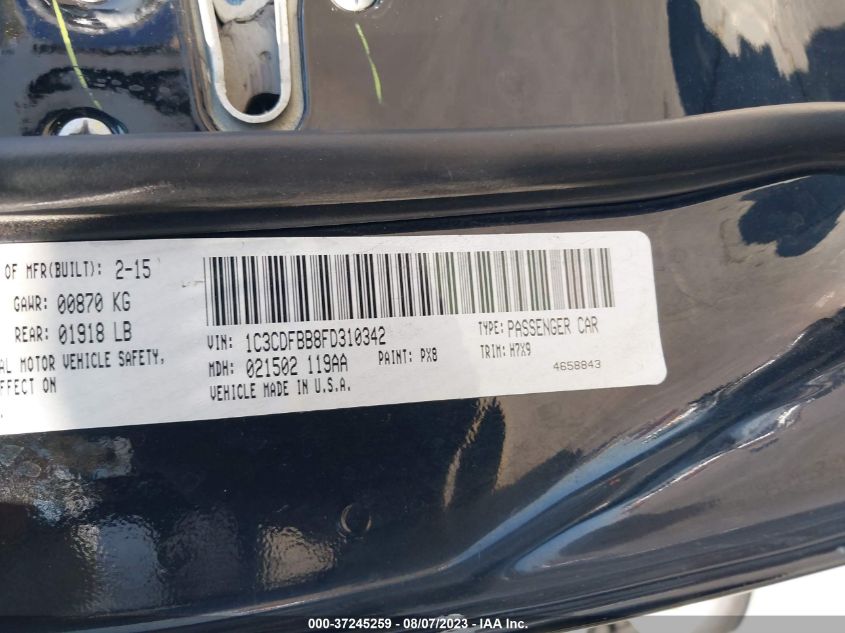 OF MFR(BUILT): 2-15
GAWR: 00870 KG
REAR: 01918 LB
MOTOR VEHICLE SAFETY,
ON
VIN: 1C3CDFBB8FD310342
TYPE: PASSENGER CAR
MDH: 021502 119AA
PAINT: PX8
TRIM: H7X9
VEHICLE MADE IN U.S.A.
4658843
000-37245259 - 08/07/2023 - IAA Inc.